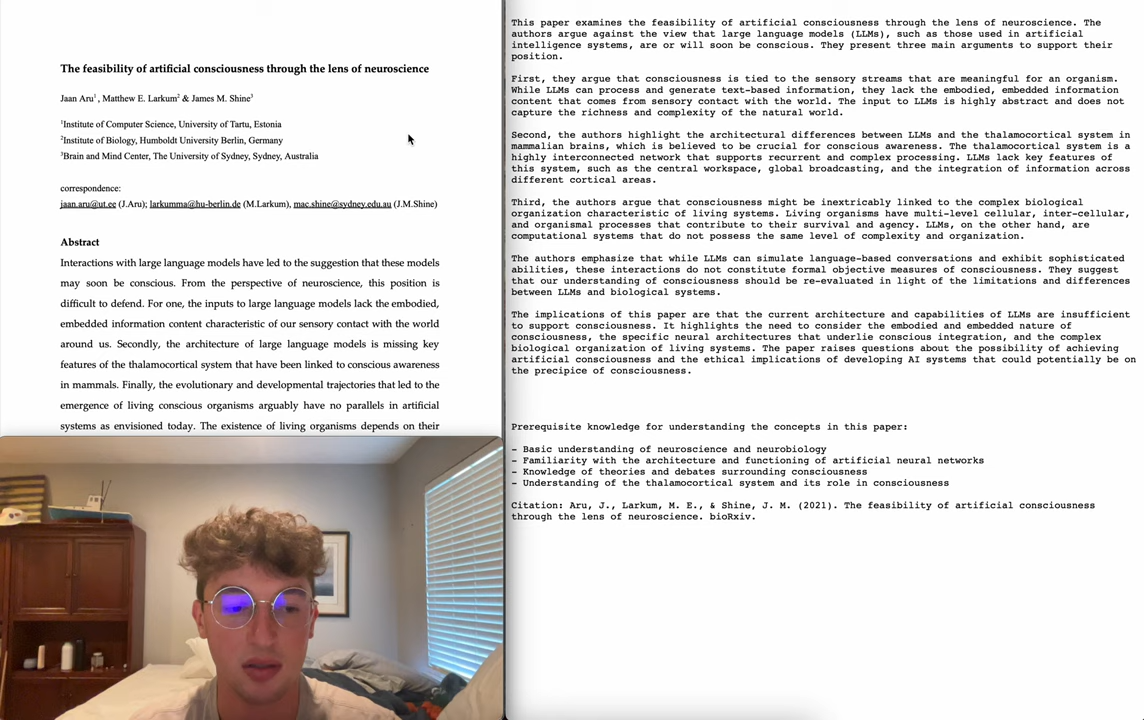 The feasibility of artificial consciousness through the lens of neuroscience
Jaan Aru1, Matthew E. Larkum2 & James M. Shine3
1Institute of Computer Science, University of Tartu, Estonia
2Institute of Biology, Humboldt University Berlin, Germany
3Brain and Mind Center, The University of Sydney, Sydney, Australia
correspondence:
jaan.aru@ut.ee (J.Aru); larkumma@hu-berlin.de (M.Larkum), mac.shine@sydney.edu.au (J.M.Shine)
Abstract
Interactions with large language models have led to the suggestion that these models
may soon be conscious. From the perspective of neuroscience, this position is
difficult to defend. For one, the inputs to large language models lack the embodied,
embedded information content characteristic of our sensory contact with the world
around us. Secondly, the architecture of large language models is missing key
features of the thalamocortical system that have been linked to conscious awareness
in mammals. Finally, the evolutionary and developmental trajectories that led to the
emergence of living conscious organisms arguably have no parallels in artificial
systems as envisioned today. The existence of living organisms depends on their
This paper examines the feasibility of artificial consciousness through the lens of neuroscience. The
authors argue against the view that large language models (LLMs), such as those used in artificial
intelligence systems, are or will soon be conscious. They present three main arguments to support their
position.
First, they argue that consciousness is tied to the sensory streams that are meaningful for an organism.
While LLMs can process and generate text-based information, they lack the embodied, embedded information
content that comes from sensory contact with the world. The input to LLMs is highly abstract and does not
capture the richness and complexity of the natural world.
Second, the authors highlight the architectural differences between LLMs and the thalamocortical system in
mammalian brains, which is believed to be crucial for conscious awareness. The thalamocortical system is a
highly interconnected network that supports recurrent and complex processing. LLMs lack key features of
this system, such as the central workspace, global broadcasting, and the integration of information across
different cortical areas.
Third, the authors argue that consciousness might be inextricably linked to the complex biological
organization characteristic of living systems. Living organisms have multi-level cellular, inter-cellular,
and organismal processes that contribute to their survival and agency. LLMs, on the other hand, are
computational systems that do not possess the same level of complexity and organization.
The authors emphasize that while LLMs can simulate language-based conversations and exhibit sophisticated
abilities, these interactions do not constitute formal objective measures of consciousness. They suggest
that our understanding of consciousness should be re-evaluated in light of the limitations and differences
between LLMs and biological systems.
The implications of this paper are that the current architecture and capabilities of LLMs are insufficient
to support consciousness. It highlights the need to consider the embodied and embedded nature of
consciousness, the specific neural architectures that underlie conscious integration, and the complex
biological organization of living systems. The paper raises questions about the possibility of achieving
artificial consciousness and the ethical implications of developing AI systems that could potentially be on
the precipice of consciousness.
Prerequisite knowledge for understanding the concepts in this paper:
- Basic understanding of neuroscience and neurobiology
- Familiarity with the architecture and functioning of artificial neural networks
- Knowledge of theories and debates surrounding consciousness
- Understanding of the thalamocortical system and its role in consciousness
Citation: Aru, J., Larkum, M. E., & Shine, J. M. (2021). The feasibility of artificial consciousness
through the lens of neuroscience. bioRxiv.